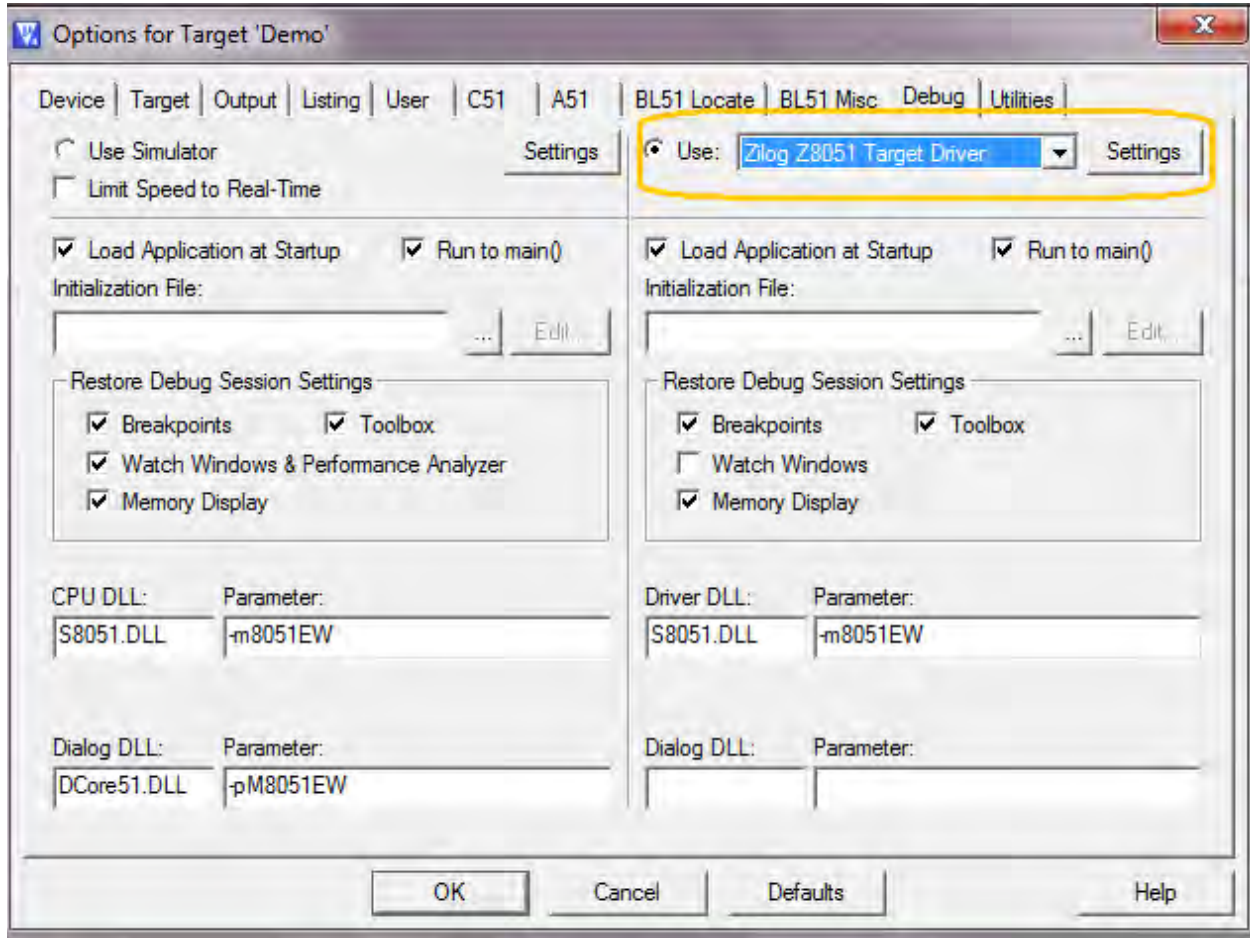 Options for Target 'Demo'
Device Target Output Listing User C51 A51 BL51 Locate BL51 Misc Debug Utilities
Use Simulator Settings Use: Zilog Z8051 Target Driver Settings
Limit Speed to Real-Time
Load Application at Startup Run to main() Load Application at Startup Run to main()
Initialization File: Initialization File:
... Edit... ... Edit...
Restore Debug Session Settings Restore Debug Session Settings
Breakpoints Toolbox Breakpoints Toolbox
Watch Windows & Performance Analyzer Watch Windows
Memory Display Memory Display
CPU DLL: Parameter: Driver DLL: Parameter:
S8051.DLL -m8051EW S8051.DLL -m8051EW
Dialog DLL: Parameter: Dialog DLL: Parameter:
DCore51.DLL -pM8051EW
OK Cancel Defaults Help